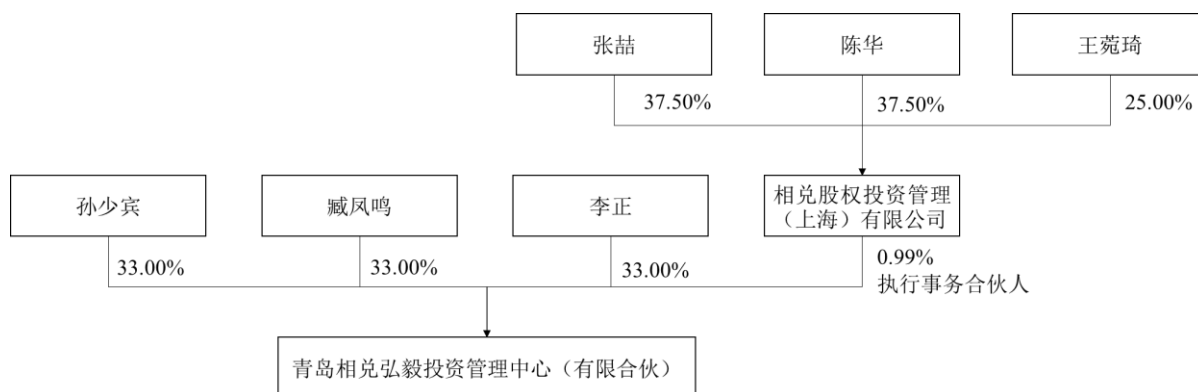 张喆
陈华
王菀琦
37.50%
37.50%
25.00%
孙少宾
臧凤鸣
李正
相兑股权投资管理
（上海）有限公司
33.00%
33.00%
33.00%
0.99%
执行事务合伙人
青岛相兑弘毅投资管理中心（有限合伙）